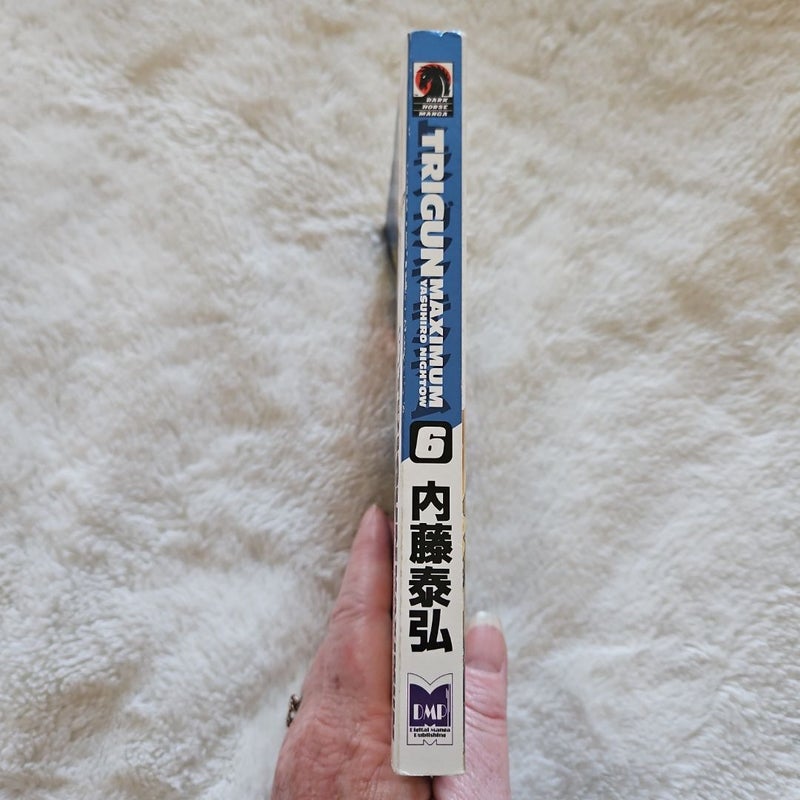 DARK
HORSE
MANGA
TRIGUN
MAXIMUM
YASUHIRO NIGHTOW
6
内藤泰弘
DMP
Digital Manga
Publishing